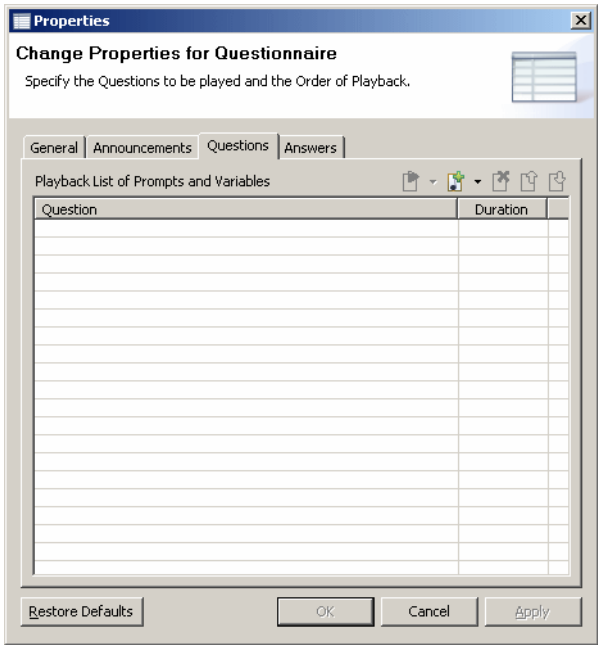 Properties
Change Properties for Questionnaire
Specify the Questions to be played and the Order of Playback.
General Announcements Questions Answers
Playback List of Prompts and Variables
Question Duration
Restore Defaults OK Cancel Apply